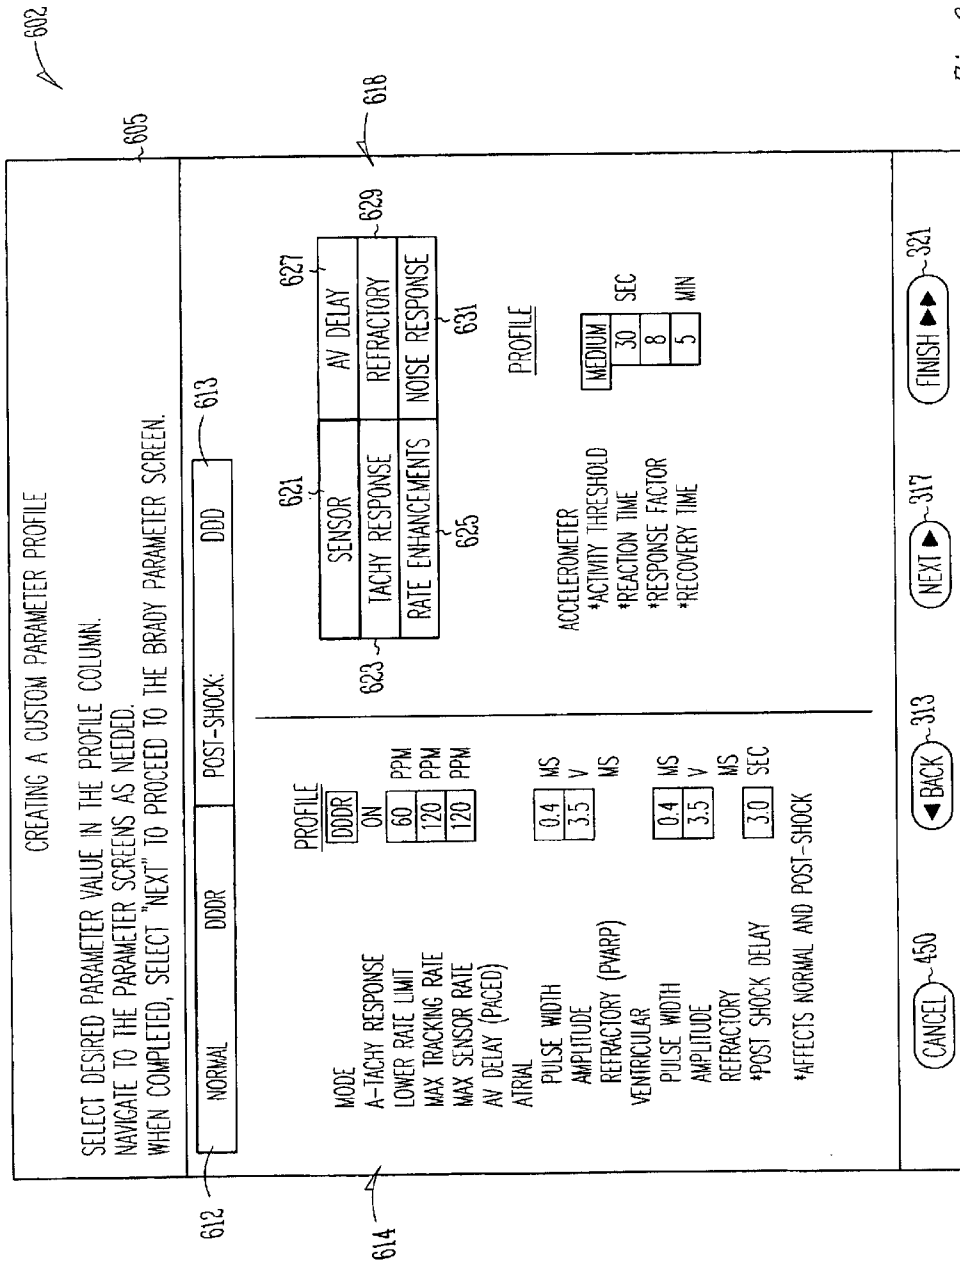 602
CREATING A CUSTOM PARAMETER PROFILE
605
SELECT DESIRED PARAMETER VALUE IN THE PROFILE COLUMN.
NAVIGATE TO THE PARAMETER SCREENS AS NEEDED.
WHEN COMPLETED, SELECT "NEXT" TO PROCEED TO THE BRADY PARAMETER SCREEN.
612
NORMAL DDDR POST-SHOCK: DDD
613
614
PROFILE
MODE DDDR
A-TACHY RESPONSE ON
LOWER RATE LIMIT 60 PPM
MAX TRACKING RATE 120 PPM
MAX SENSOR RATE 120 PPM
AV DELAY (PACED)
ATRIAL
PULSE WIDTH 0.4 MS
AMPLITUDE 3.5 V
REFRACTORY (PVARP) MS
VENTRICULAR
PULSE WIDTH 0.4 MS
AMPLITUDE 3.5 V
REFRACTORY MS
*POST SHOCK DELAY 3.0 SEC
*AFFECTS NORMAL AND POST-SHOCK
618
621 627
SENSOR AV DELAY
623 TACHY RESPONSE REFRACTORY 629
RATE ENHANCEMENTS NOISE RESPONSE
625 631
PROFILE
ACCELEROMETER
*ACTIVITY THRESHOLD MEDIUM
*REACTION TIME 30 SEC
*RESPONSE FACTOR 8
*RECOVERY TIME 5 MIN
CANCEL 450 ◀ BACK 313 NEXT ▶ 317 FINISH ▶▶ 321